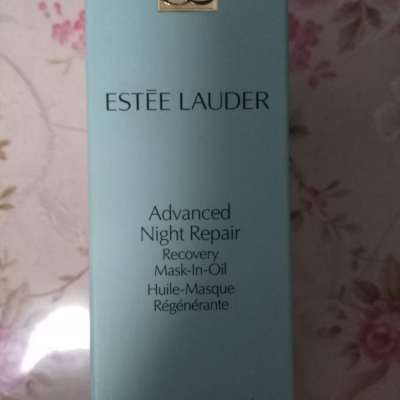 ESTĒE LAUDER
Advanced
Night Repair
Recovery
Mask-In-Oil
Huile-Masque
Régénérante